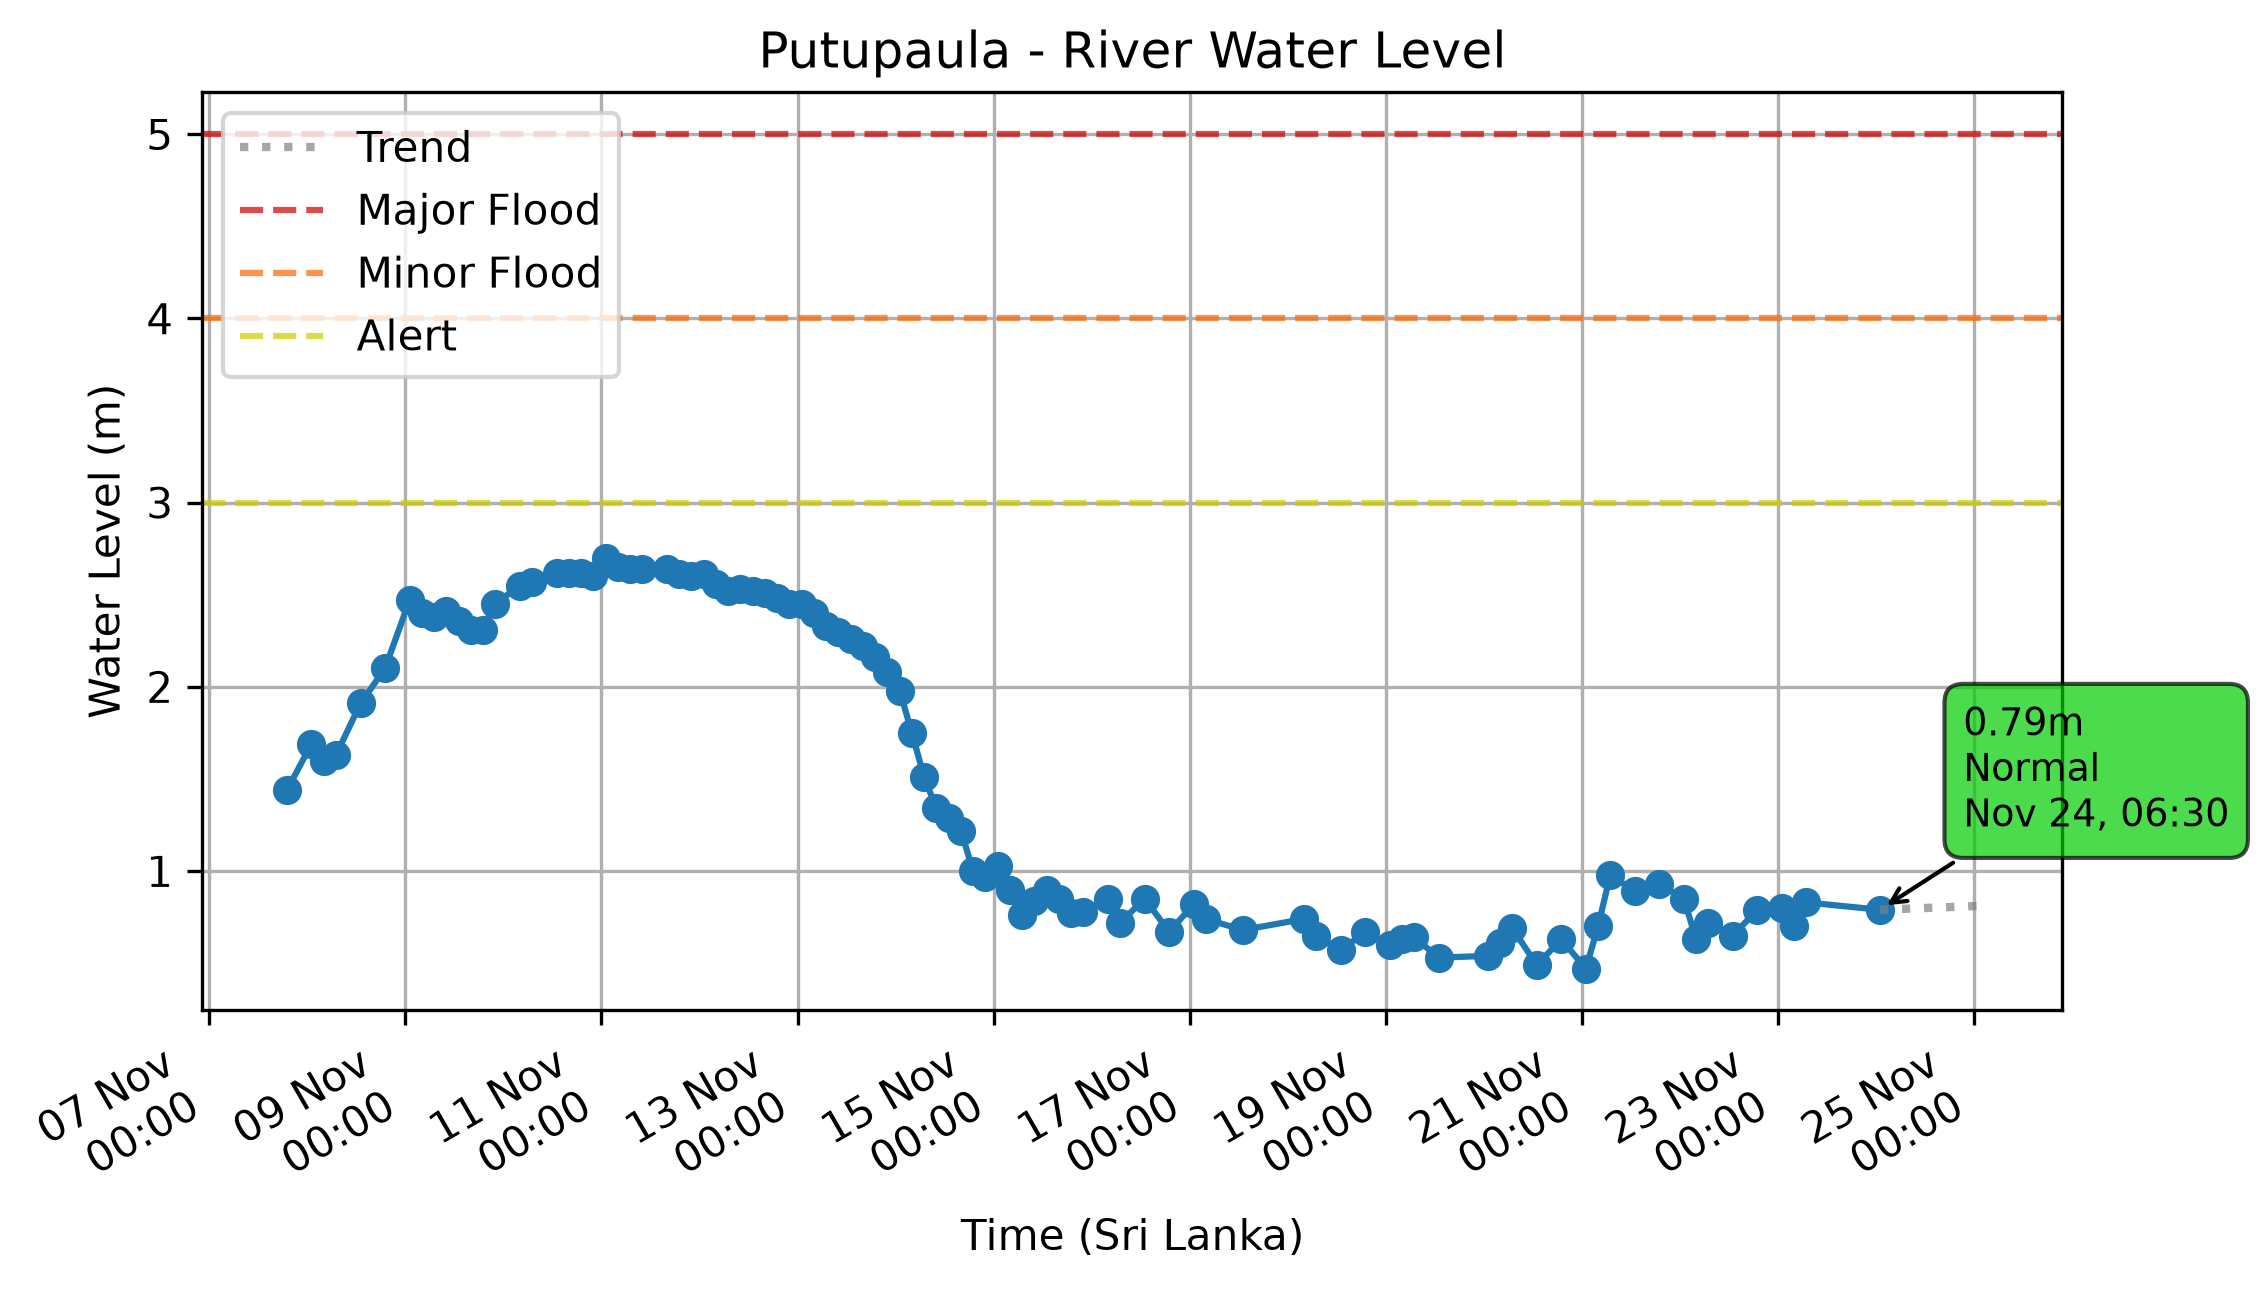 Putupaula - River Water Level
Trend
Major Flood
Minor Flood
Alert
Water Level (m)
5
4
3
2
1
0.79m
Normal
Nov 24, 06:30
07 Nov
00:00
09 Nov
00:00
11 Nov
00:00
13 Nov
00:00
15 Nov
00:00
17 Nov
00:00
19 Nov
00:00
21 Nov
00:00
23 Nov
00:00
25 Nov
00:00
Time (Sri Lanka)